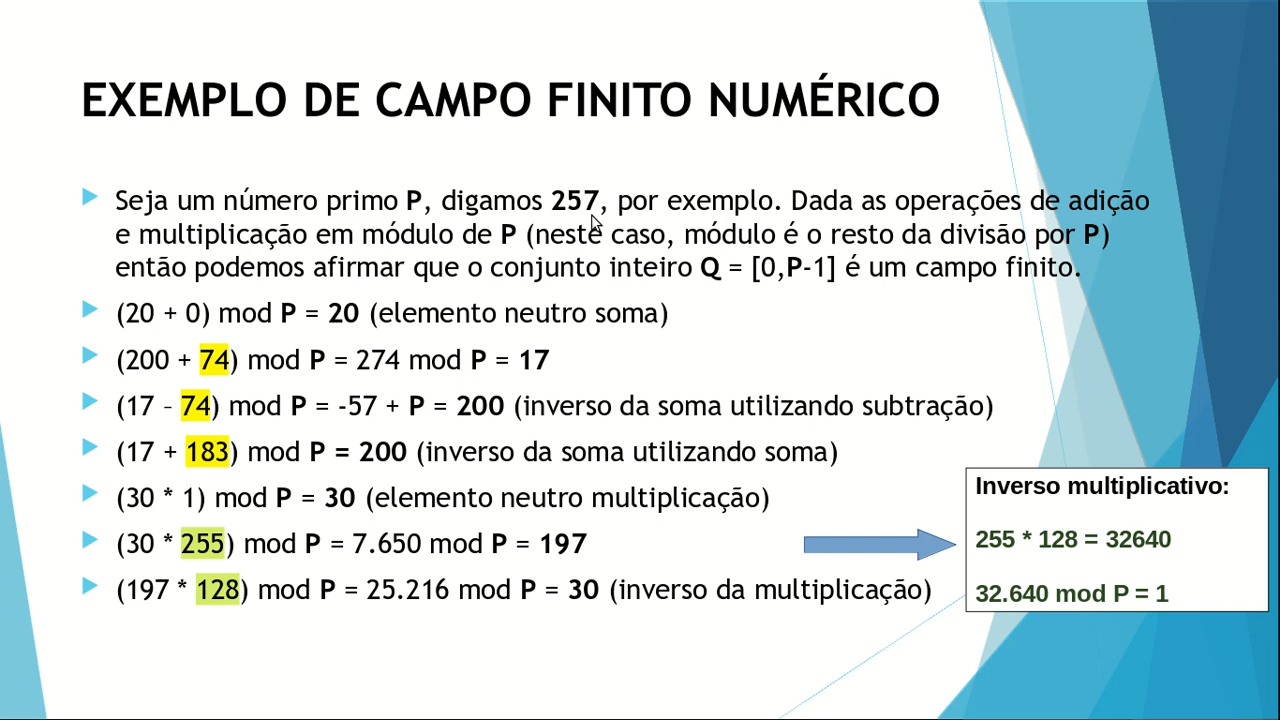 EXEMPLO DE CAMPO FINITO NUMÉRICO
Seja um número primo P, digamos 257, por exemplo. Dada as operações de adição
e multiplicação em módulo de P (neste caso, módulo é o resto da divisão por P)
então podemos afirmar que o conjunto inteiro Q = [0,P-1] é um campo finito.
(20 + 0) mod P = 20 (elemento neutro soma)
(200 + 74) mod P = 274 mod P = 17
(17 – 74) mod P = -57 + P = 200 (inverso da soma utilizando subtração)
(17 + 183) mod P = 200 (inverso da soma utilizando soma)
(30 * 1) mod P = 30 (elemento neutro multiplicação)
(30 * 255) mod P = 7.650 mod P = 197
(197 * 128) mod P = 25.216 mod P = 30 (inverso da multiplicação)
Inverso multiplicativo:
255 * 128 = 32640
32.640 mod P = 1